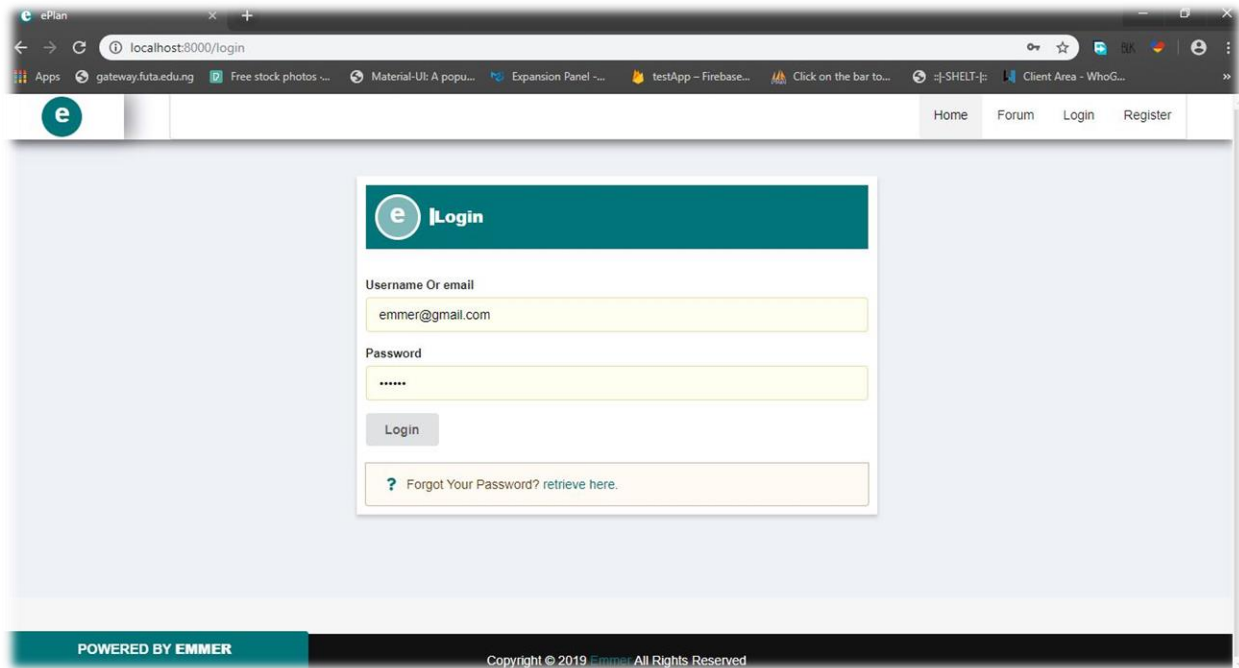 e ePlan
localhost:8000/login
BLK
Apps gateway.futa.edu.ng Free stock photos -... Material-UI: A popu... Expansion Panel -... testApp – Firebase... Click on the bar to... ::|-SHELT-|:: Client Area - WhoG... »
e Home Forum Login Register
e |Login
Username Or email
emmer@gmail.com
Password
••••••
Login
? Forgot Your Password? retrieve here.
POWERED BY EMMER
Copyright © 2019 Emmer All Rights Reserved